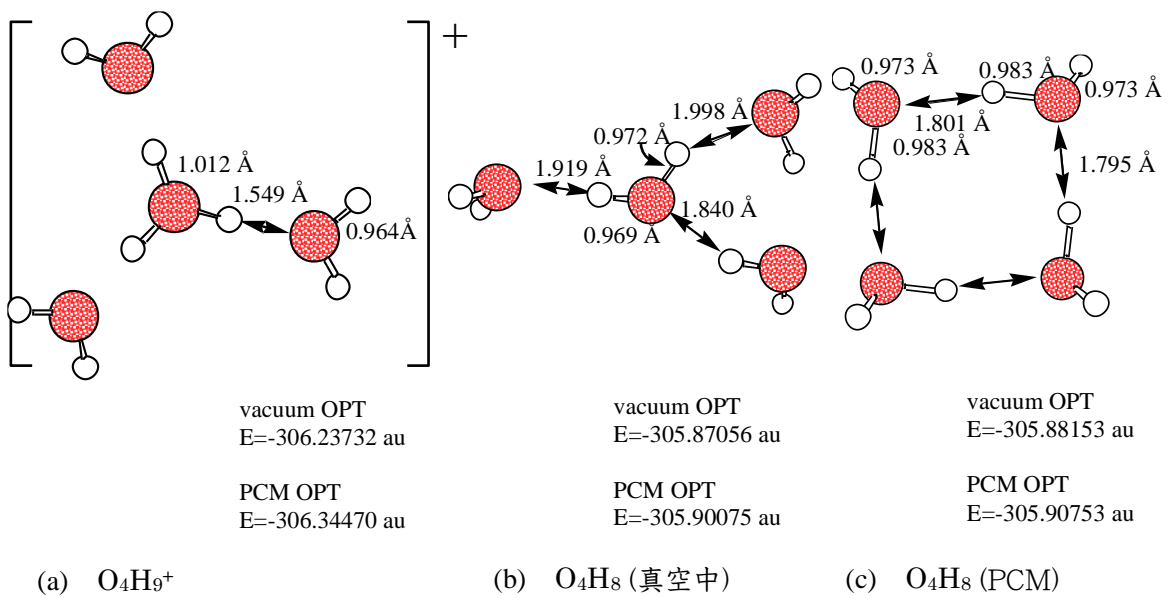 +
1.012 Å
1.549 Å
0.964Å
1.919 Å
0.972 Å
1.998 Å
1.840 Å
0.969 Å
0.973 Å
0.983 Å
0.973 Å
1.801 Å
0.983 Å
1.795 Å
vacuum OPT
E=-306.23732 au
PCM OPT
E=-306.34470 au
vacuum OPT
E=-305.87056 au
PCM OPT
E=-305.90075 au
vacuum OPT
E=-305.88153 au
PCM OPT
E=-305.90753 au
(a) O₄H₉⁺
(b) O₄H₈ (真空中)
(c) O₄H₈ (PCM)